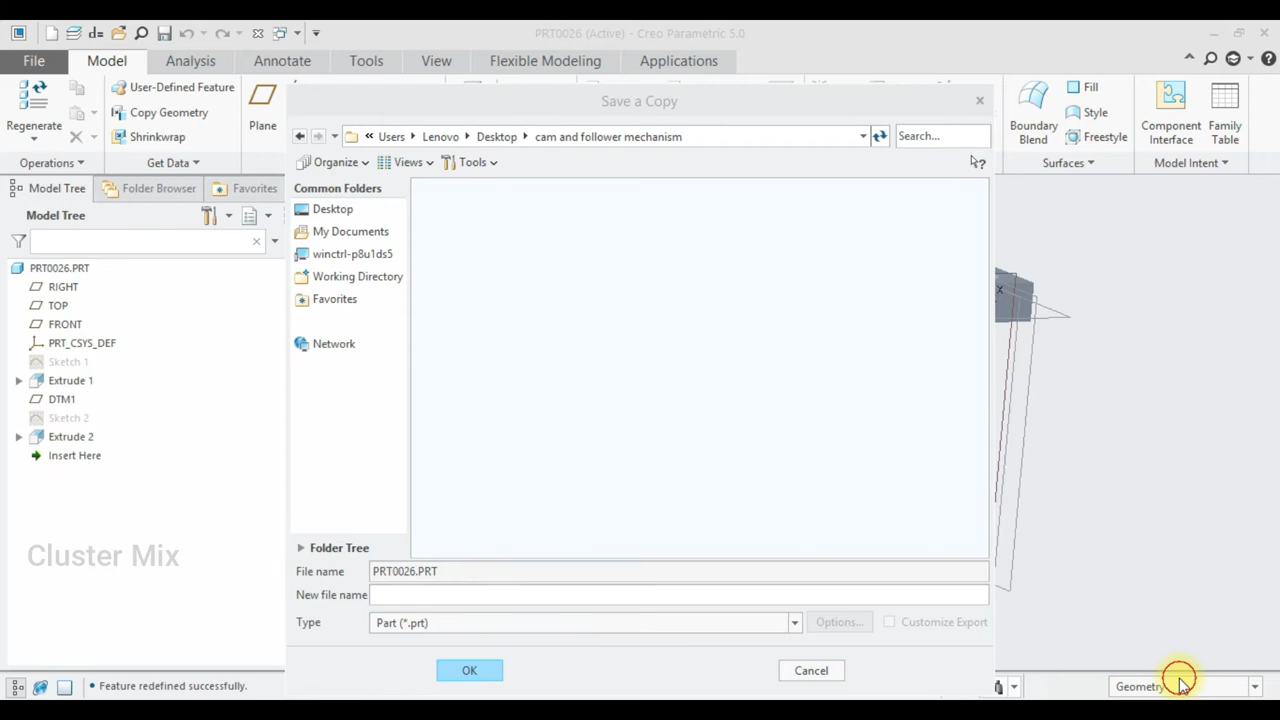 PRT0026 (Active) - Creo Parametric 5.0
File Model Analysis Annotate Tools View Flexible Modeling Applications
Regenerate
User-Defined Feature
Copy Geometry
Shrinkwrap
Plane
Operations Get Data
Boundary Blend
Fill
Style
Freestyle
Component Interface
Family Table
Surfaces Model Intent
Save a Copy
Users Lenovo Desktop cam and follower mechanism
Search...
Organize Views Tools
Model Tree Folder Browser Favorites
Model Tree
PRT0026.PRT
RIGHT
TOP
FRONT
PRT_CSYS_DEF
Sketch 1
Extrude 1
DTM1
Sketch 2
Extrude 2
Insert Here
Cluster Mix
Common Folders
Desktop
My Documents
winctrl-p8u1ds5
Working Directory
Favorites
Network
Folder Tree
File name PRT0026.PRT
New file name
Type Part (*.prt) Options... Customize Export
OK Cancel
• Feature redefined successfully.
Geometry
X